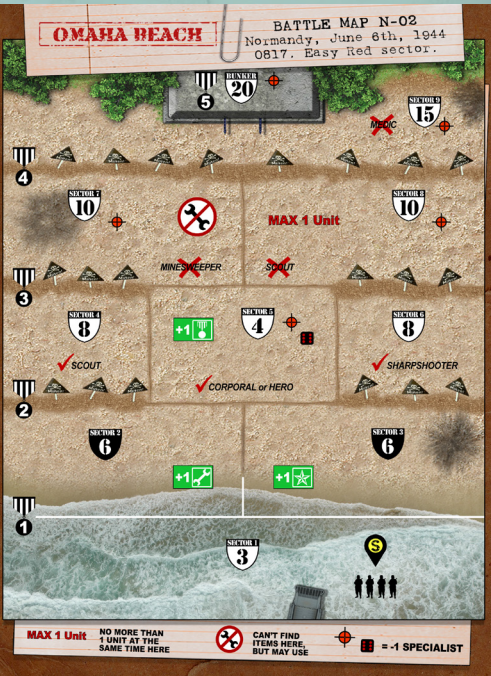 OMAHA BEACH
BATTLE MAP N-02
Normandy, June 6th, 1944
0817. Easy Red sector.
BUNKER
20
5
SECTOR 9
15
MEDIC
4
SECTOR 7
10
SECTOR 8
10
MAX 1 Unit
MINESWEEPER
SCOUT
3
SECTOR 4
8
+1
SECTOR 5
4
SECTOR 6
8
SCOUT
SHARPSHOOTER
CORPORAL or HERO
2
SECTOR 2
6
SECTOR 3
6
+1
+1
1
SECTOR 1
3
S
MAX 1 Unit
NO MORE THAN
1 UNIT AT THE
SAME TIME HERE
CAN'T FIND
ITEMS HERE,
BUT MAY USE
= -1 SPECIALIST